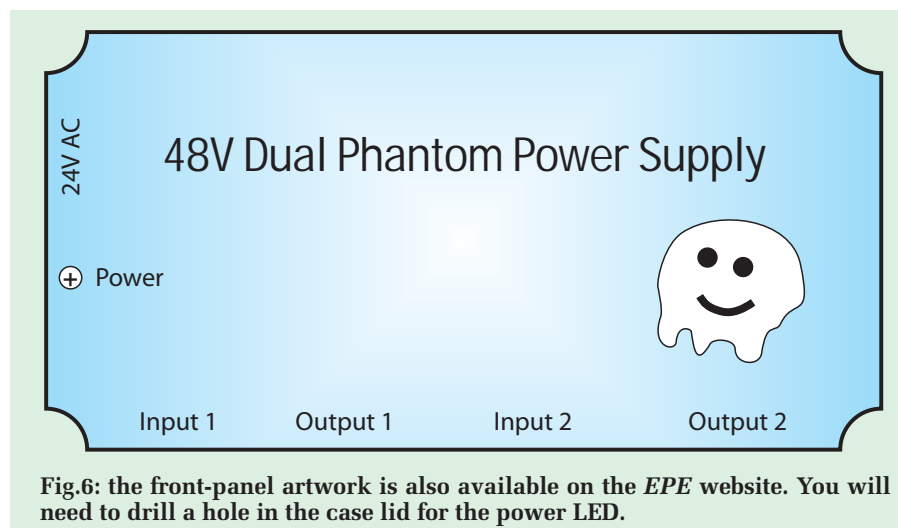 24V AC
48V Dual Phantom Power Supply
Power
Input 1 Output 1 Input 2 Output 2
Fig.6: the front-panel artwork is also available on the EPE website. You will
need to drill a hole in the case lid for the power LED.